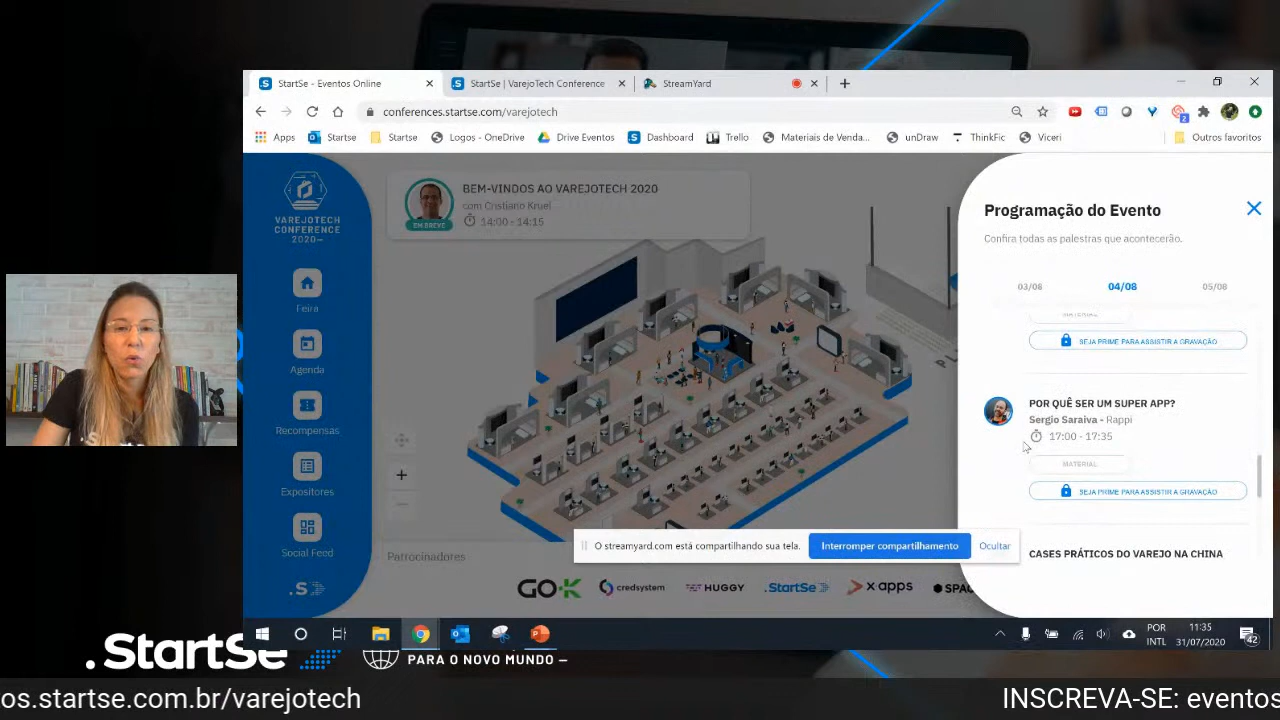 StartSe - Eventos Online
StartSe | VarejoTech Conference
StreamYard
conferences.startse.com/varejotech
2
Apps
Startse
Startse
Logos - OneDrive
Drive Eventos
Dashboard
Trello
Materiais de Venda...
unDraw
ThinkFic
Viceri
Outros favoritos
VAREJOTECH
CONFERENCE
2020—
Feira
Agenda
Recompensas
Expositores
Social Feed
.S
BEM-VINDOS AO VAREJOTECH 2020
com Cristiano Kruel
14:00 - 14:15
EM BREVE
Programação do Evento
Confira todas as palestras que acontecerão.
03/08
04/08
05/08
MATERIAL
SEJA PRIME PARA ASSISTIR A GRAVAÇÃO
POR QUÊ SER UM SUPER APP?
Sergio Saraiva - Rappi
17:00 - 17:35
MATERIAL
SEJA PRIME PARA ASSISTIR A GRAVAÇÃO
CASES PRÁTICOS DO VAREJO NA CHINA
O streamyard.com está compartilhando sua tela.
Interromper compartilhamento
Ocultar
Patrocinadores
GO·K
credsystem
HUGGY
.StartSe
x·apps
SPAC
POR
INTL
11:35
31/07/2020
42
.StartSe
PARA O NOVO MUNDO –
os.startse.com.br/varejotech
INSCREVA-SE: eventos